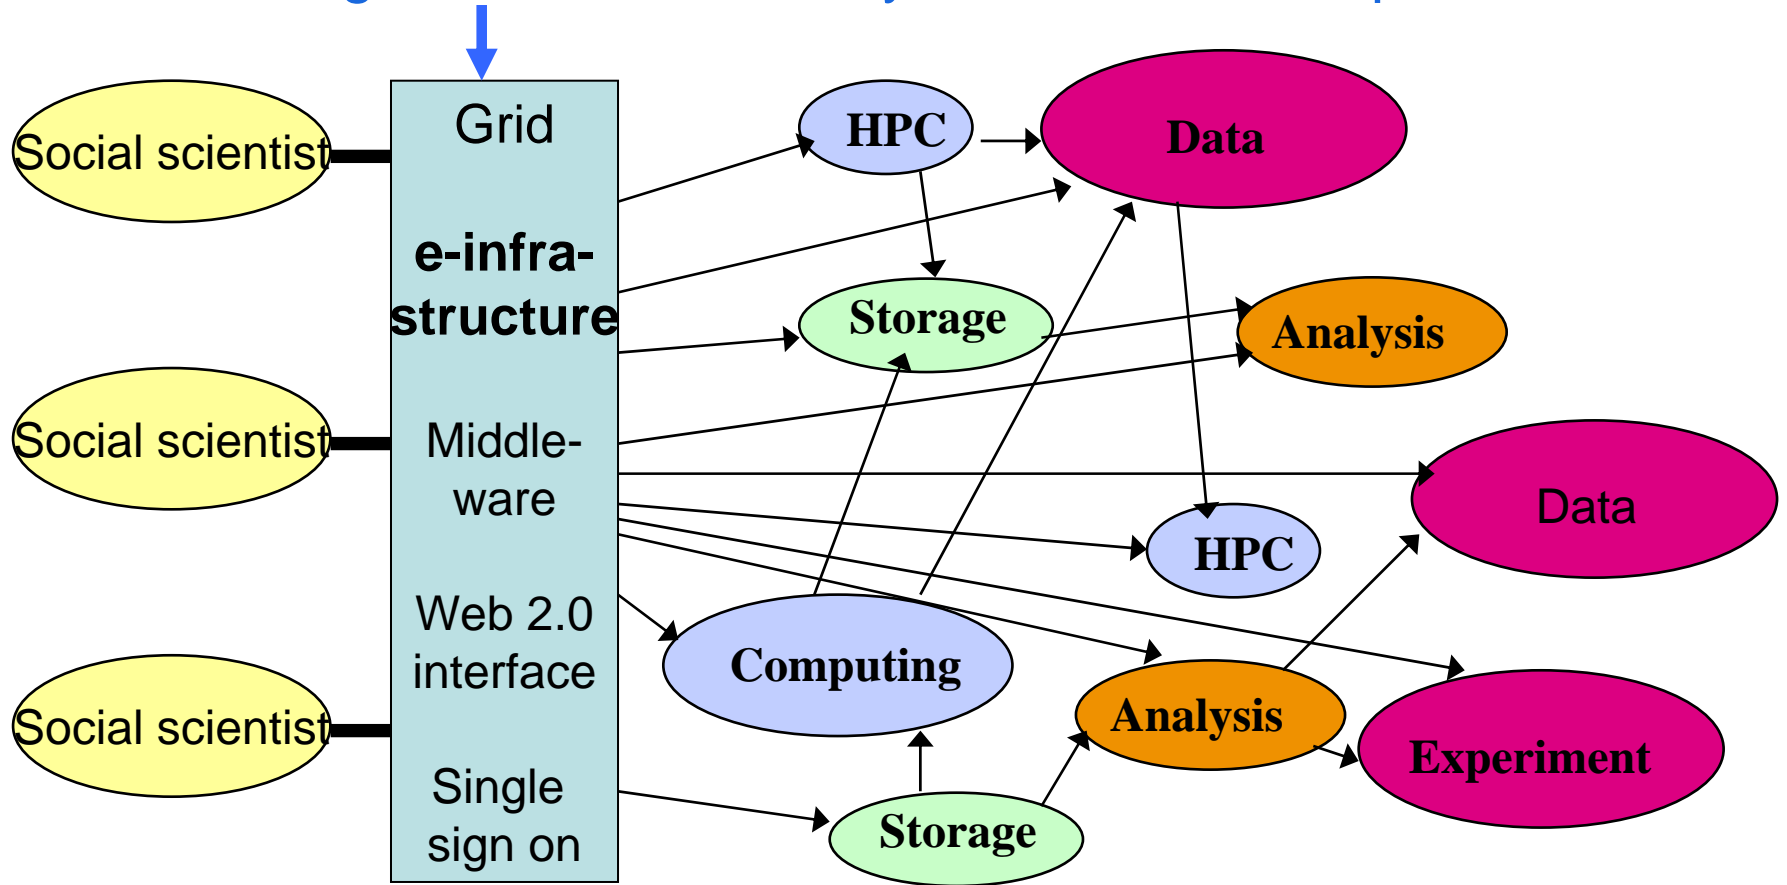 Social scientist
Social scientist
Social scientist
Grid
e-infra-
structure
Middle-
ware
Web 2.0
interface
Single
sign on
HPC
Data
Storage
Analysis
Data
HPC
Computing
Analysis
Experiment
Storage